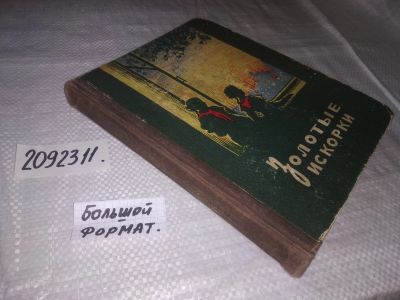 Золотые
искорки
2092311.
Большой
формат.